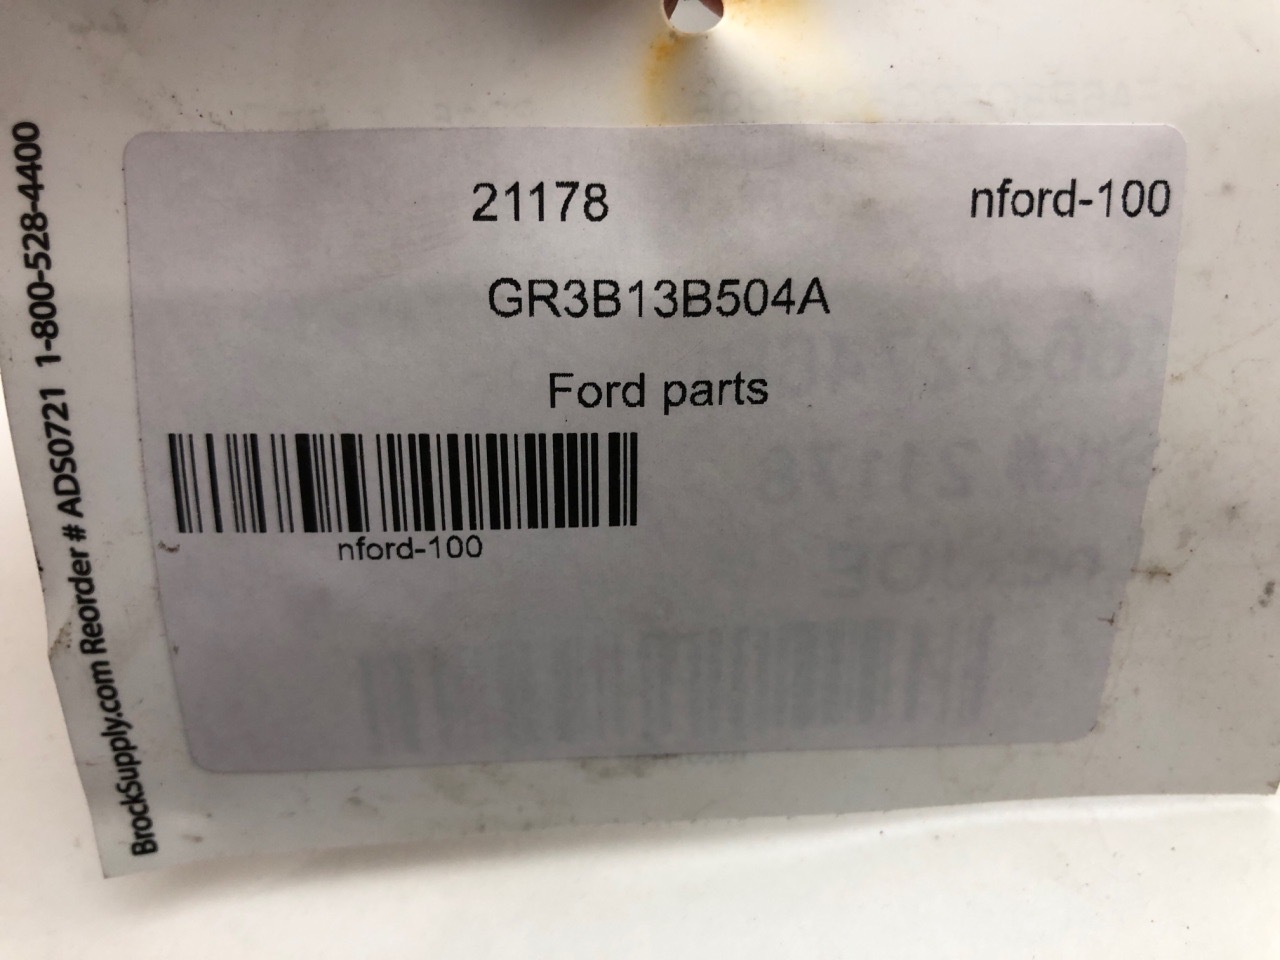 21178 nford-100
GR3B13B504A
Ford parts
nford-100
BrockSupply.com Reorder # ADS0721 1-800-528-4400